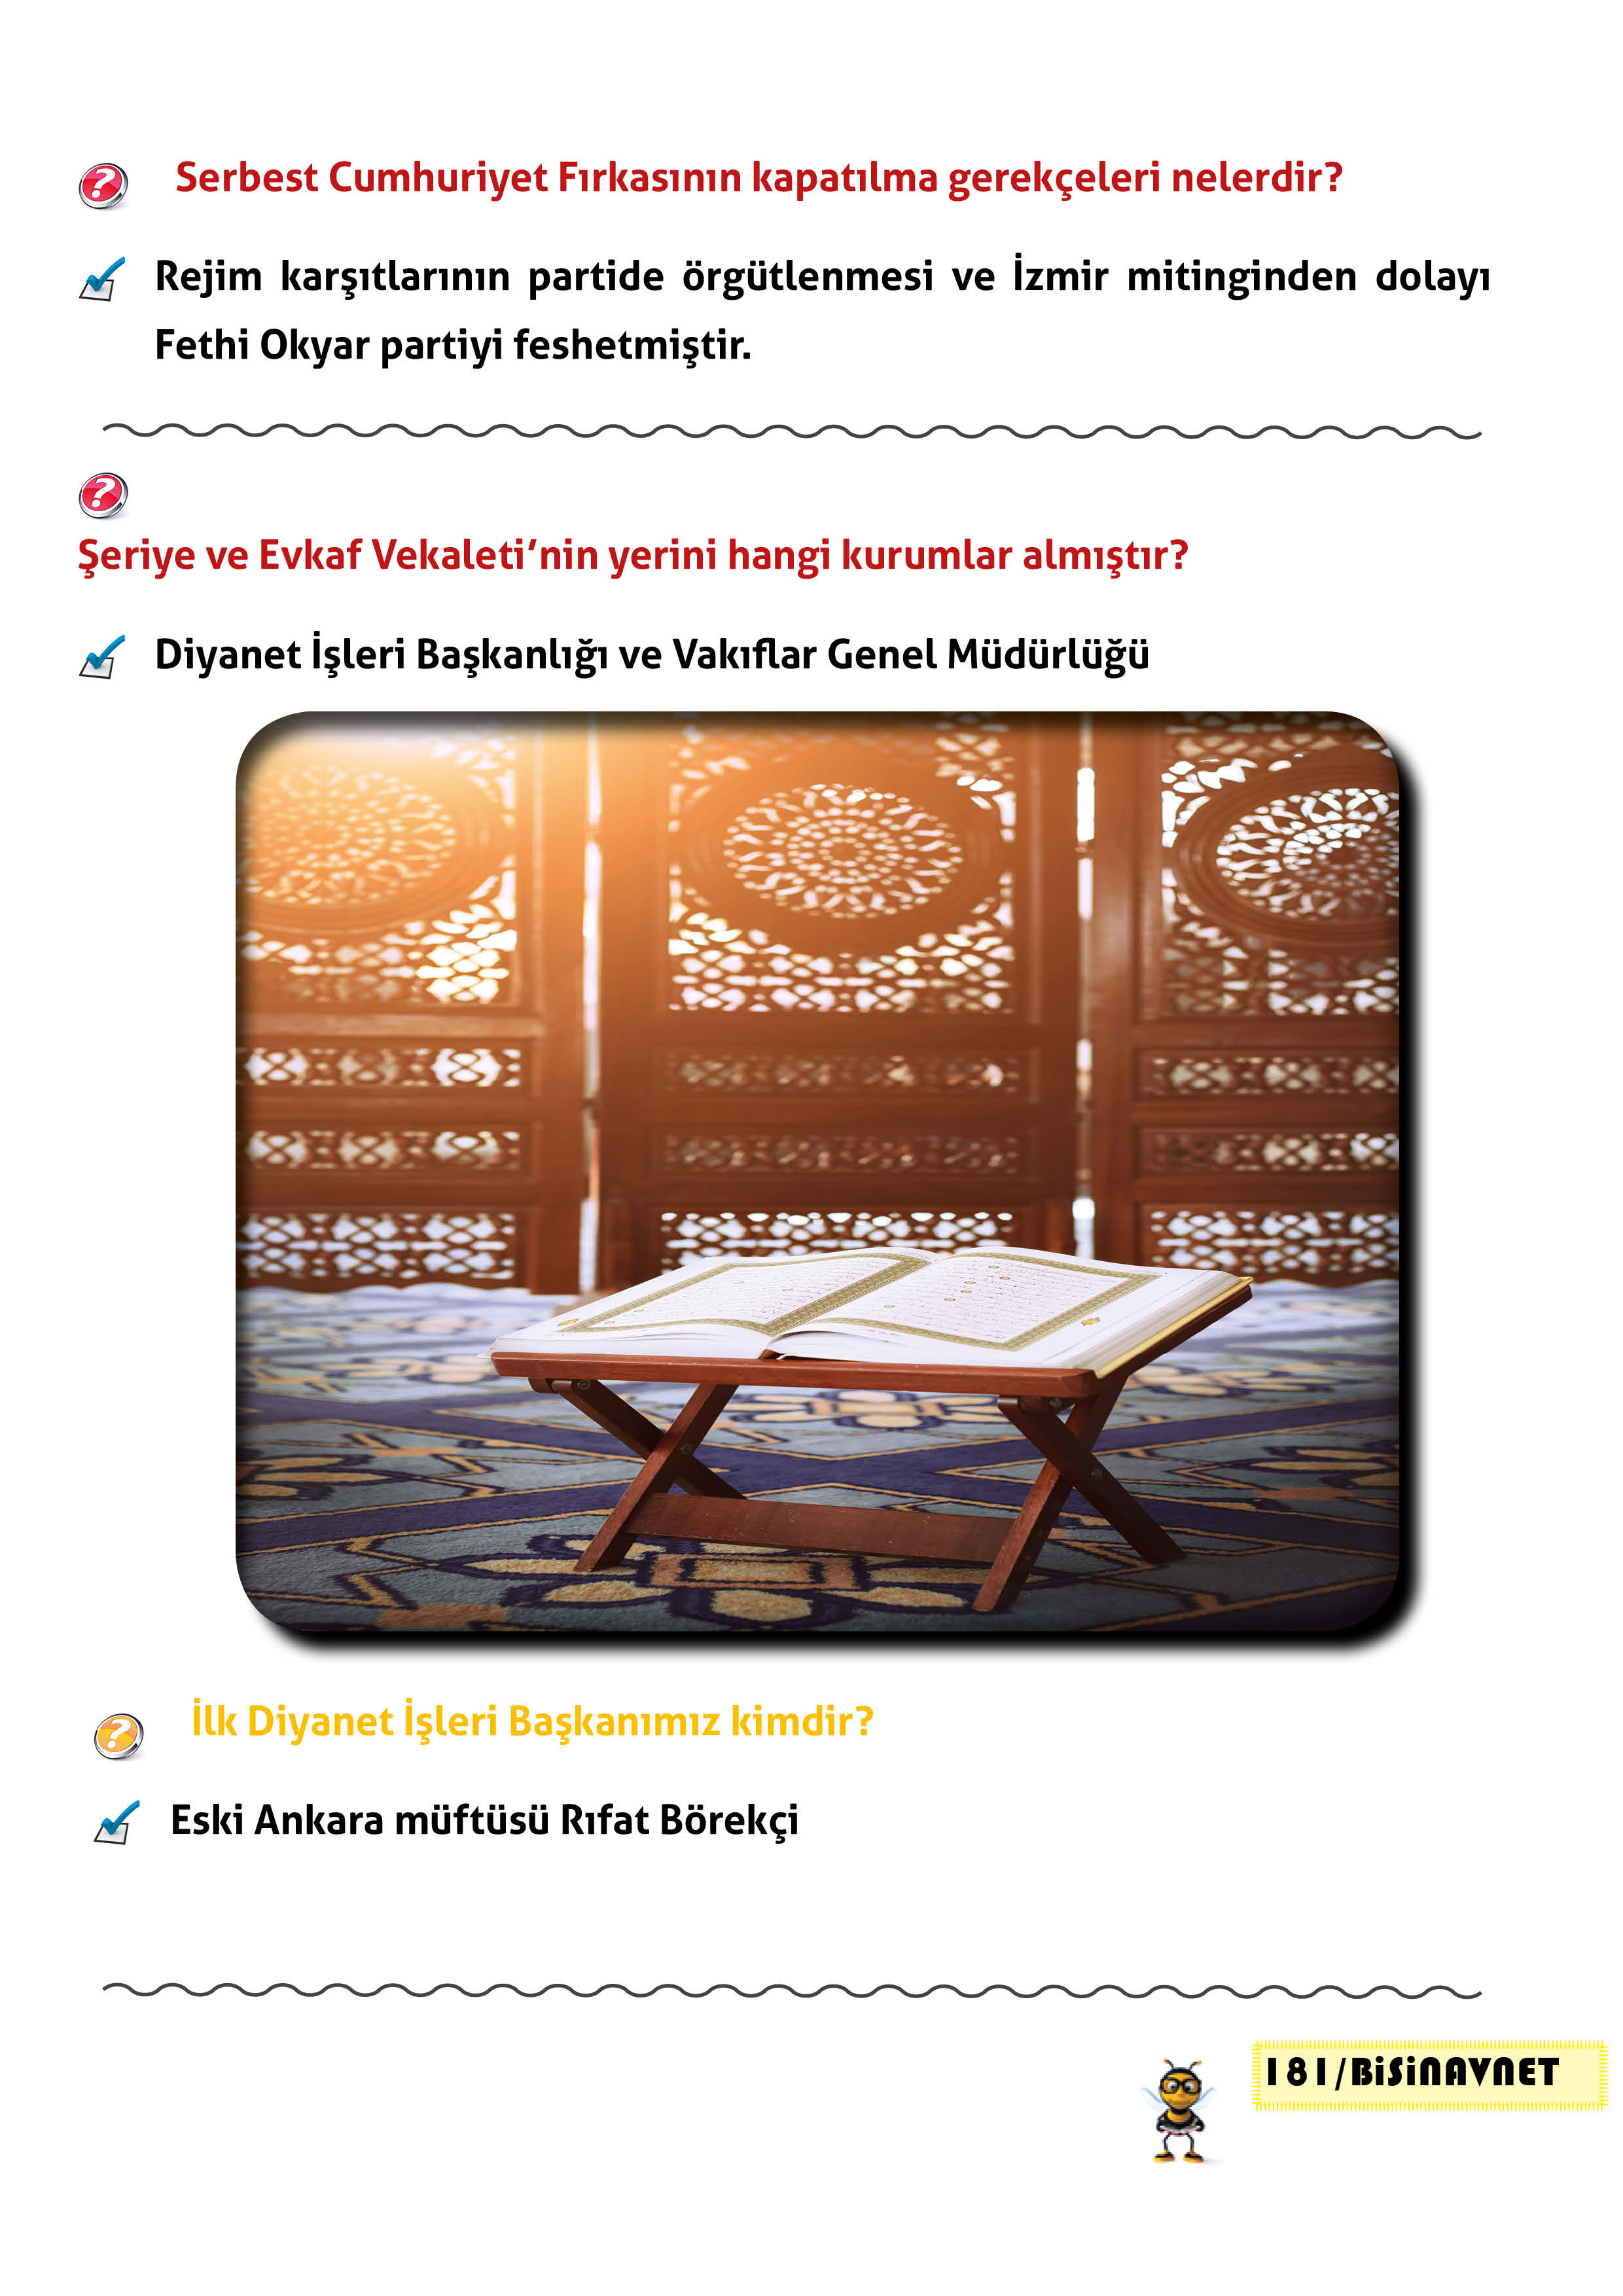 Serbest Cumhuriyet Fırkasının kapatılma gerekçeleri nelerdir?
Rejim karşıtlarının partide örgütlenmesi ve İzmir mitinginden dolayı
Fethi Okyar partiyi feshetmiştir.
Şeriye ve Evkaf Vekaleti’nin yerini hangi kurumlar almıştır?
Diyanet İşleri Başkanlığı ve Vakıflar Genel Müdürlüğü
İlk Diyanet İşleri Başkanımız kimdir?
Eski Ankara müftüsü Rıfat Börekçi
181/BiSiNAVNET